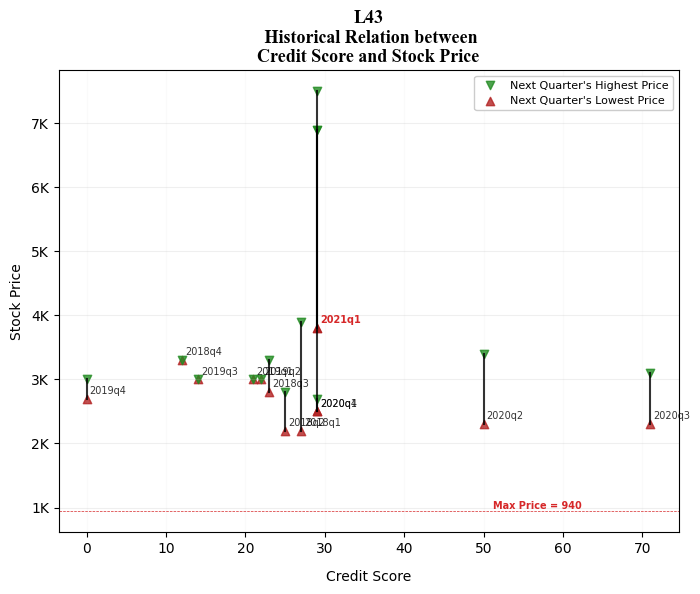 L43
Historical Relation between
Credit Score and Stock Price
Next Quarter's Highest Price
Next Quarter's Lowest Price
7K
6K
5K
4K
3K
2K
1K
Stock Price
2021q1
2018q4
2019q3
2018q3
2019q4
2018q1
2020q2
2020q3
Max Price = 940
0
10
20
30
40
50
60
70
Credit Score